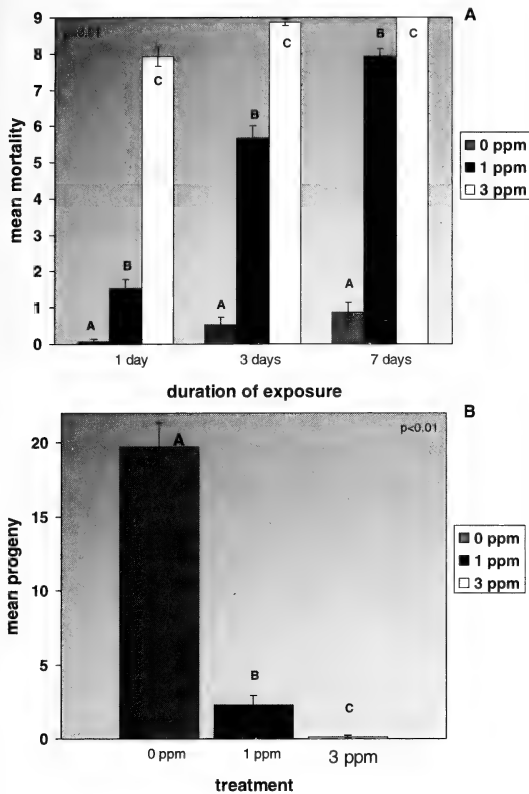 A
9
8
7
6
5
4
3
2
1
0
mean mortality
C
B
A
C
B
A
C
B
A
1 day
3 days
7 days
duration of exposure
0 ppm
1 ppm
3 ppm
B
p<0.01
20
15
10
5
0
mean progeny
A
B
C
0 ppm
1 ppm
3 ppm
treatment
0 ppm
1 ppm
3 ppm